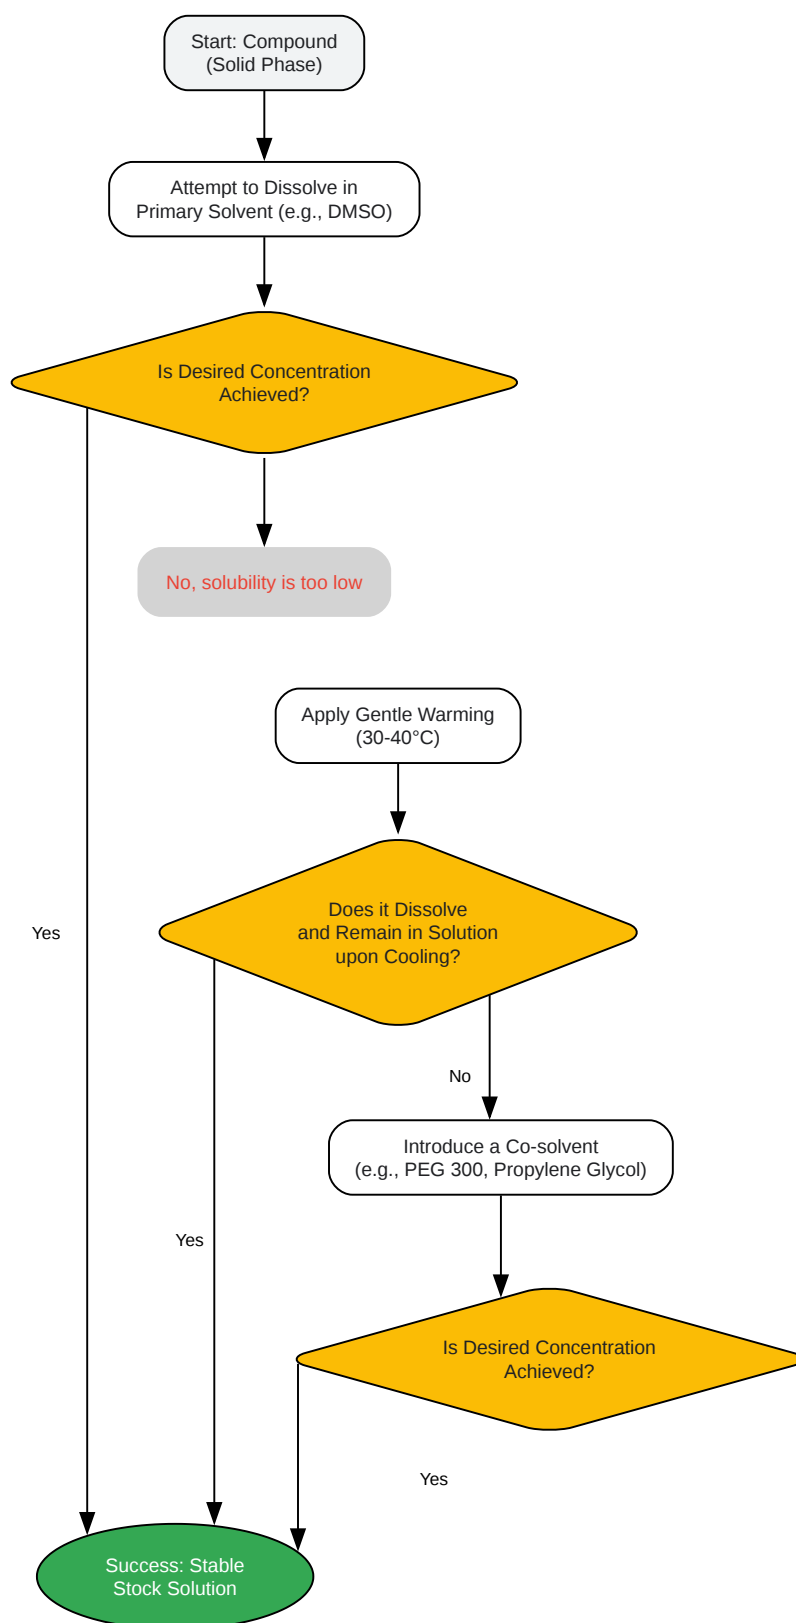 Start: Compound
(Solid Phase)
Attempt to Dissolve in
Primary Solvent (e.g., DMSO)
Is Desired Concentration
Achieved?
No, solubility is too low
Apply Gentle Warming
(30-40°C)
Does it Dissolve
and Remain in Solution
upon Cooling?
Yes
No
Introduce a Co-solvent
(e.g., PEG 300, Propylene Glycol)
Yes
Is Desired Concentration
Achieved?
Yes
Success: Stable
Stock Solution